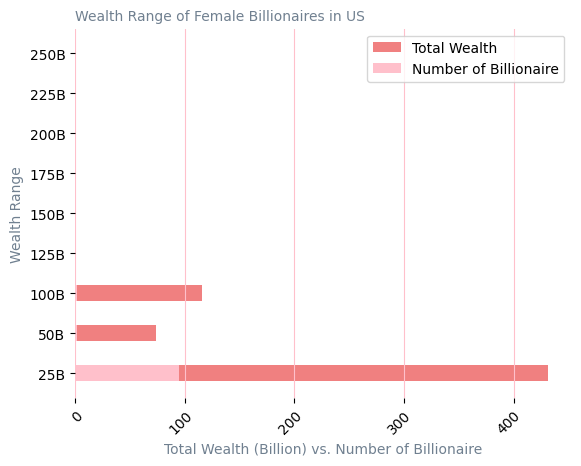 Wealth Range of Female Billionaires in US
Total Wealth
Number of Billionaire
250B
225B
200B
175B
150B
125B
100B
50B
25B
Wealth Range
0
100
200
300
400
Total Wealth (Billion) vs. Number of Billionaire